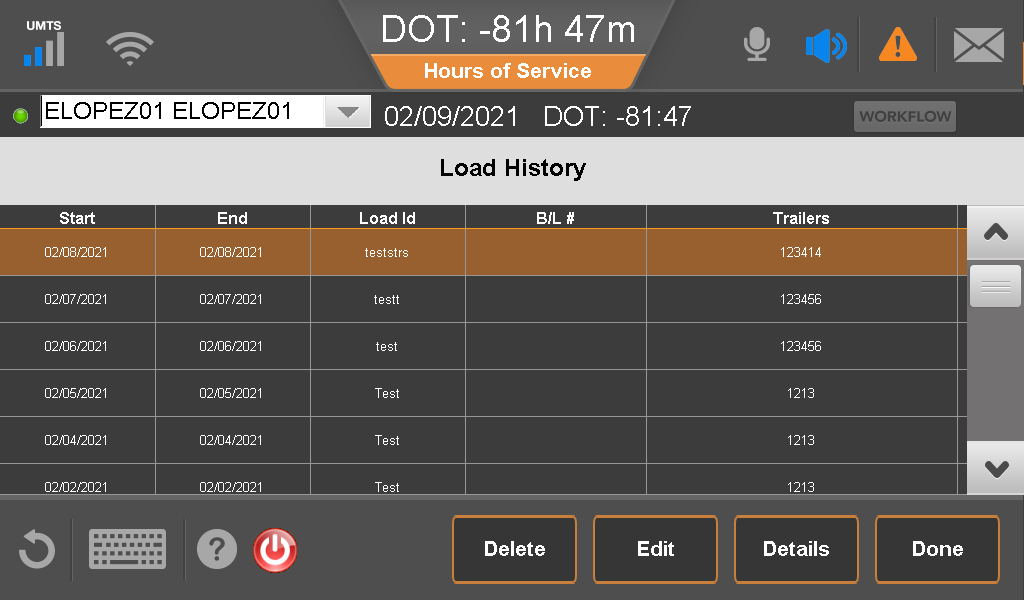 UMTS
DOT: -81h 47m
Hours of Service
ELOPEZ01 ELOPEZ01 02/09/2021 DOT: -81:47 WORKFLOW
Load History
Start End Load Id B/L # Trailers
02/08/2021 02/08/2021 teststrs 123414
02/07/2021 02/07/2021 testt 123456
02/06/2021 02/06/2021 test 123456
02/05/2021 02/05/2021 Test 1213
02/04/2021 02/04/2021 Test 1213
02/02/2021 02/02/2021 Test 1213
Delete Edit Details Done